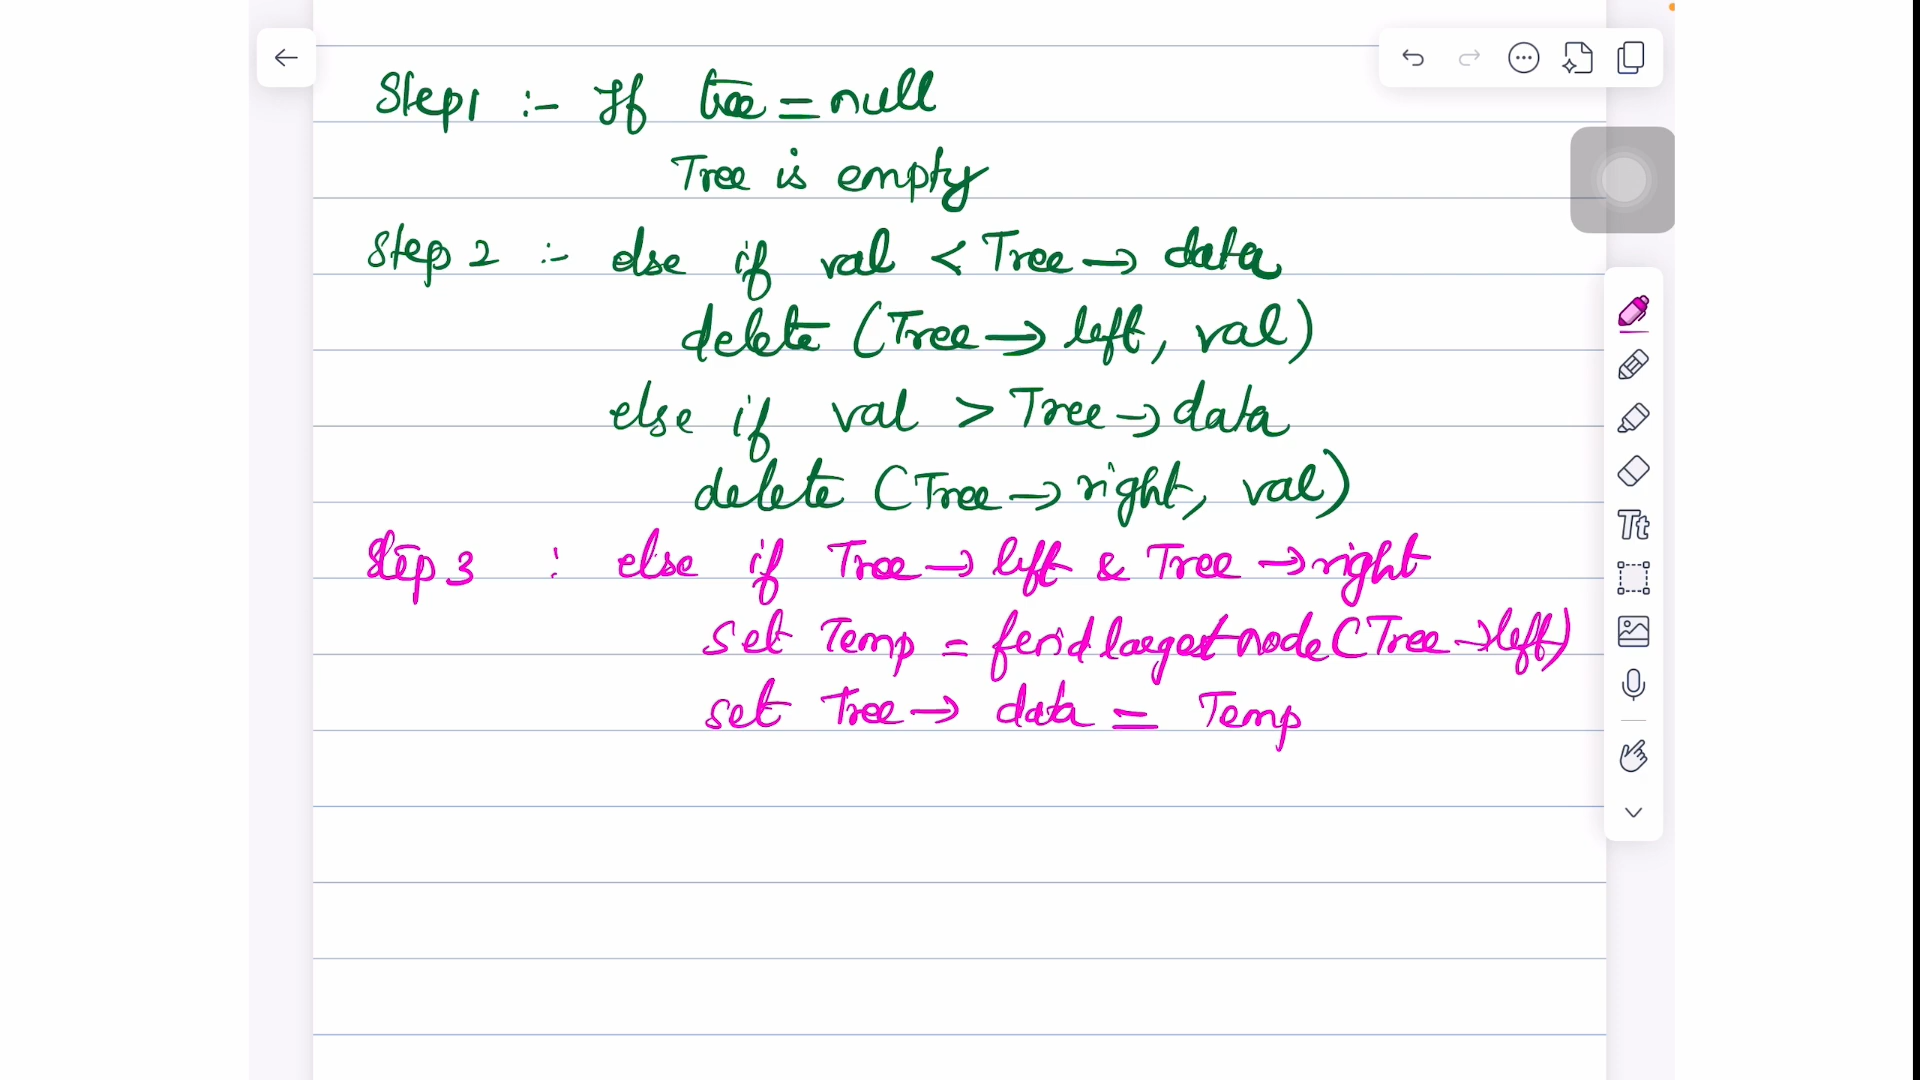 Step1 :- If tree = null
Tree is empty
Step 2 :- else if val < Tree → data
delete (Tree → left, val)
else if val > Tree → data
delete (Tree → right, val)
Step 3 : else if Tree → left & Tree → right
set Temp = find largest node (Tree → left)
set Tree → data = Temp
Tt